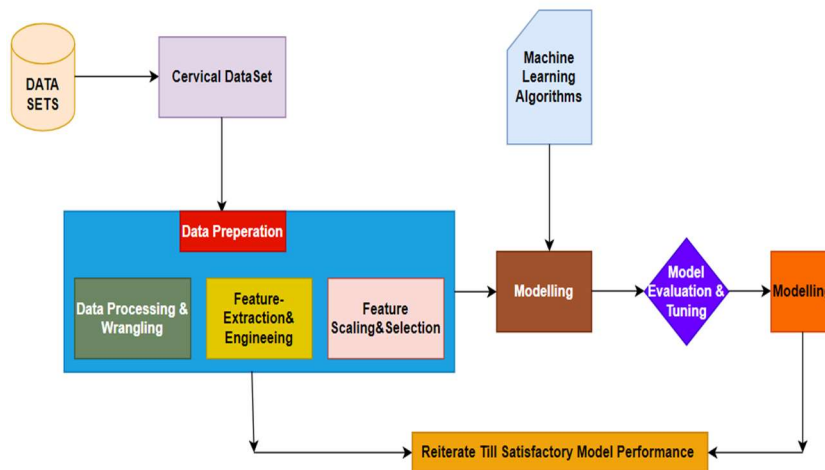 DATA
SETS
Cervical DataSet
Machine
Learning
Algorithms
Data Preperation
Data Processing &
Wrangling
Feature-
Extraction&
Engineeing
Feature
Scaling&Selection
Modelling
Model
Evaluation &
Tuning
Modelling
Reiterate Till Satisfactory Model Performance